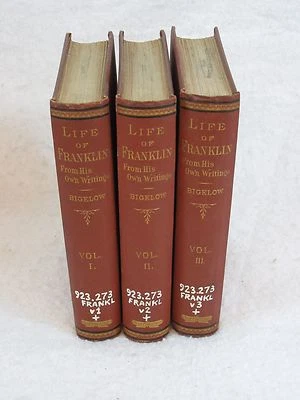 LIFE
OF
FRANKLIN
From His
Own Writings
BIGELOW
VOL.
I.
923.273
FRANKL
v1
+
LIFE
OF
FRANKLIN
From His
Own Writings
BIGELOW
VOL.
II.
923.273
FRANKL
v2
+
LIFE
OF
FRANKLIN
From His
Own Writings
BIGELOW
VOL.
III.
923.273
FRANKL
v3
+